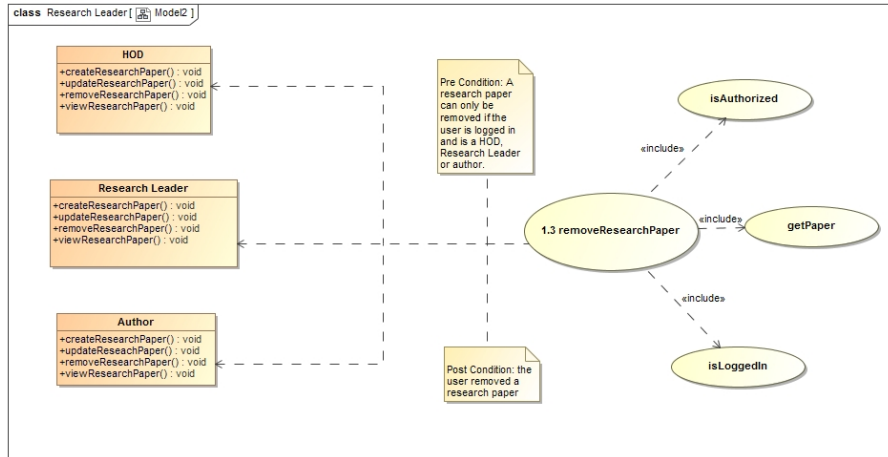 class Research Leader [ Model2 ]
HOD
+createResearchPaper() : void
+updateResearchPaper() : void
+removeResearchPaper() : void
+viewResearchPaper() : void
Research Leader
+createResearchPaper() : void
+updateResearchPaper() : void
+removeResearchPaper() : void
+viewResearchPaper() : void
Author
+createResearchPaper() : void
+updateReseachPaper() : void
+removeResearchPaper() : void
+viewResearchPaper() : void
Pre Condition: A
research paper
can only be
removed if the
user is logged in
and is a HOD,
Research Leader
or author.
Post Condition: the
user removed a
research paper
1.3 removeResearchPaper
«include»
isAuthorized
«include»
getPaper
«include»
isLoggedIn